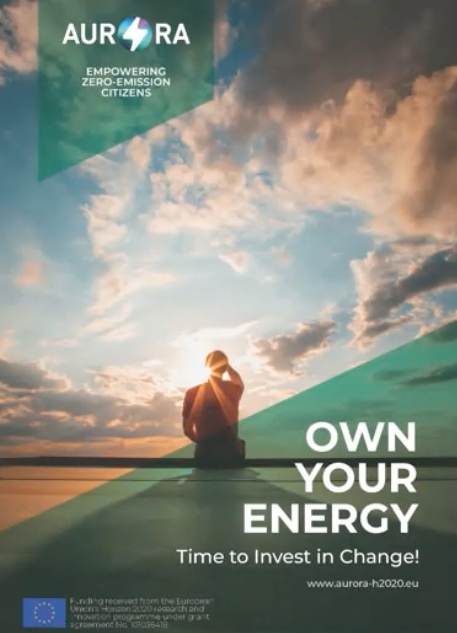 AURORA
EMPOWERING
ZERO-EMISSION
CITIZENS
OWN
YOUR
ENERGY
Time to Invest in Change!
www.aurora-h2020.eu
Funding received from the European
Union's Horizon 2020 research and
innovation programme under grant
agreement No. 101036418.